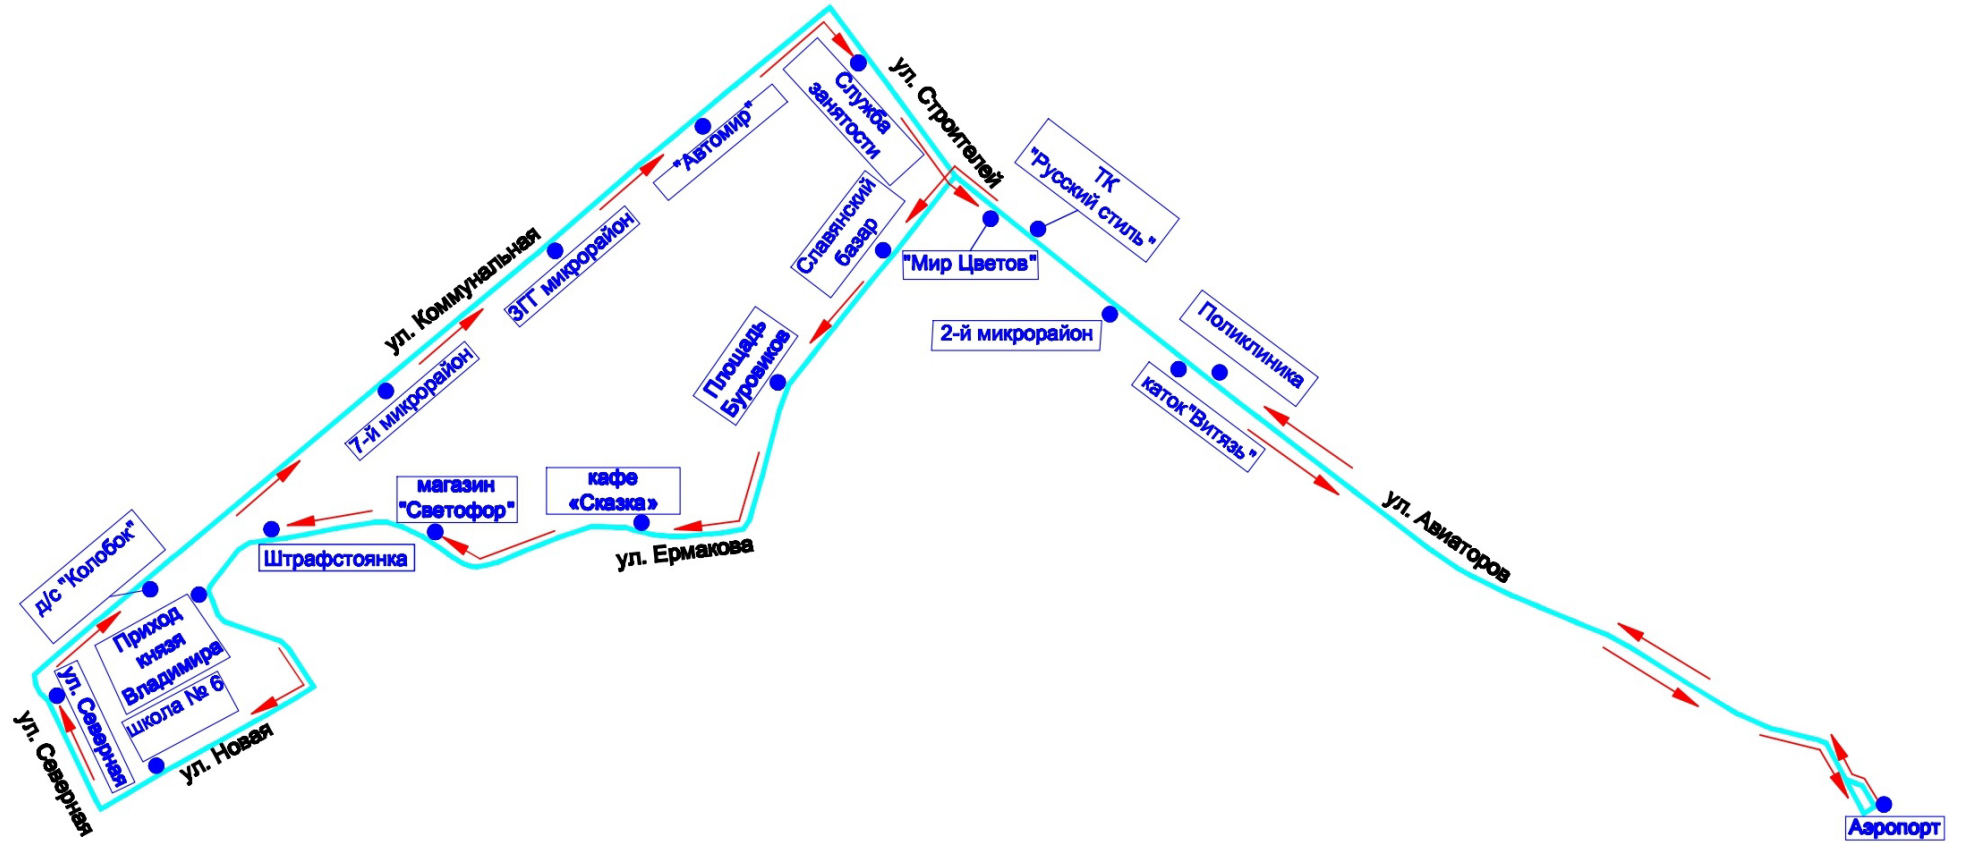 ул. Строителей
Служба
занятости
"Автомир"
ТК
"Русский стиль "
Славянский
базар
"Мир Цветов"
ул. Коммунальная
3ГГ микрорайон
Поликлиника
2-й микрорайон
Площадь
Буровиков
7-й микрорайон
каток"Витязь "
кафе
«Сказка»
магазин
"Светофор"
ул. Авиаторов
д/с "Колобок"
Штрафстоянка
ул. Ермакова
Приход
князя
Владимира
школа № 6
ул. Северная
ул. Северная
ул. Новая
Аэропорт